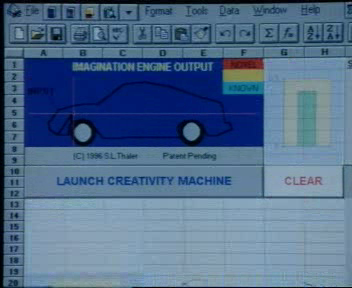 File Format Tools Data Window Help
A B C D E F G H
1 IMAGINATION ENGINE OUTPUT NOVEL
2
3 KNOWN
4
5
6
7
8 (C) 1996 S.L.Thaler Patent Pending
9
10
11 LAUNCH CREATIVITY MACHINE CLEAR
12
13
14
15
16
17
18
19
20